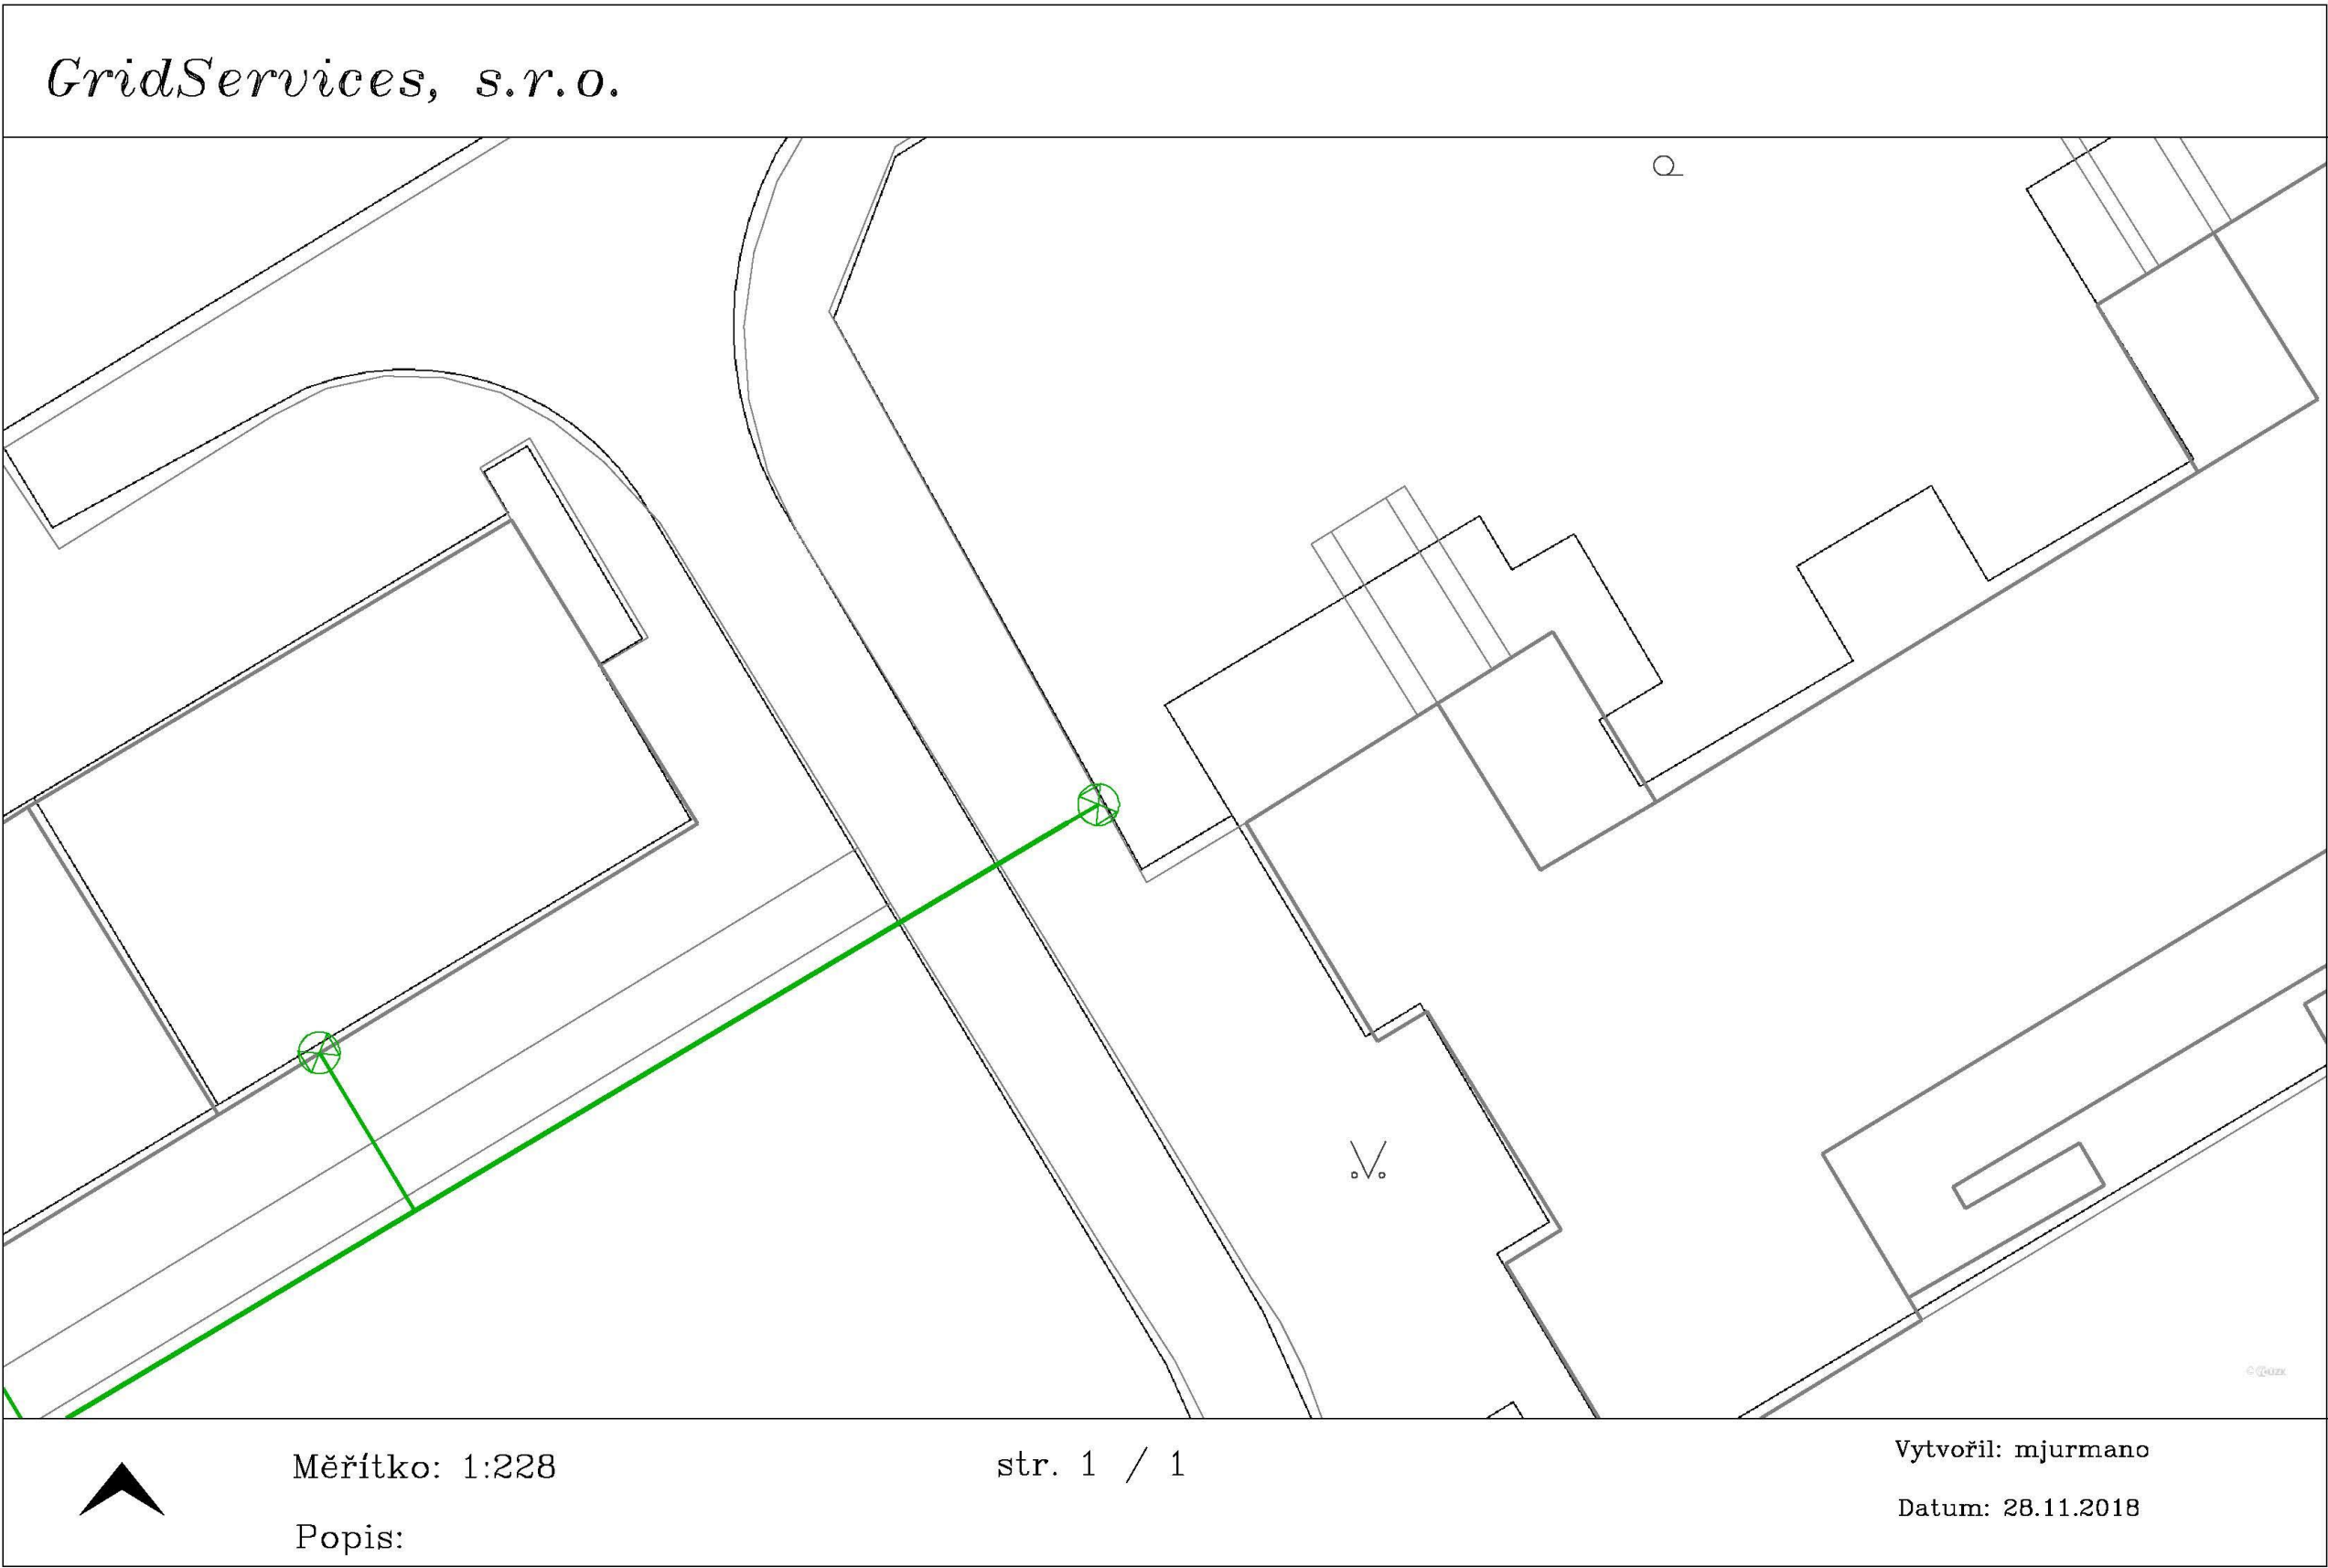 GridServices, s.r.o.
Měřítko: 1:228
str. 1 / 1
Vytvořil: mjurmano
Datum: 28.11.2018
Popis: